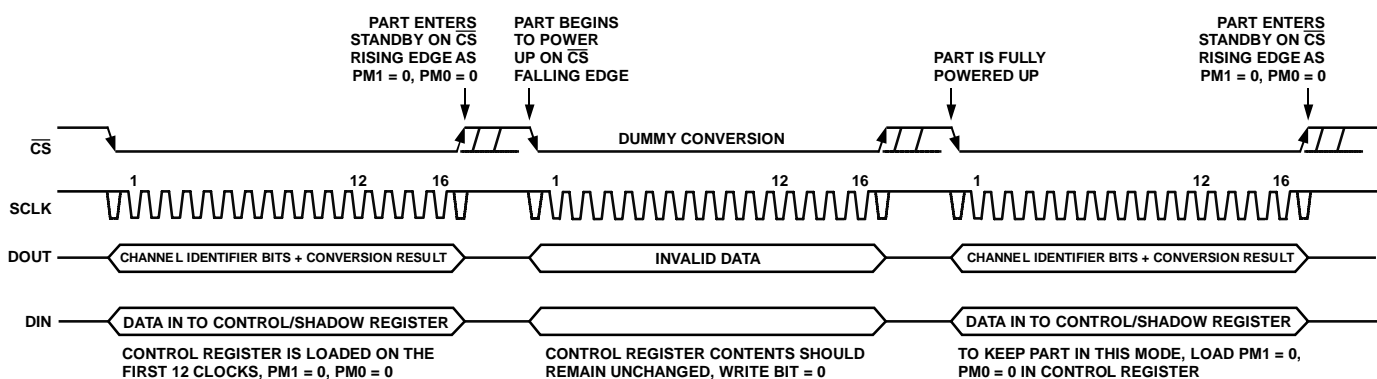 PART ENTERS
STANDBY ON CS
RISING EDGE AS
PM1 = 0, PM0 = 0
PART BEGINS
TO POWER
UP ON CS
FALLING EDGE
PART IS FULLY
POWERED UP
PART ENTERS
STANDBY ON CS
RISING EDGE AS
PM1 = 0, PM0 = 0
CS
DUMMY CONVERSION
SCLK
1 12 16 1 12 16 1 12 16
DOUT
CHANNEL IDENTIFIER BITS + CONVERSION RESULT
INVALID DATA
CHANNEL IDENTIFIER BITS + CONVERSION RESULT
DIN
DATA IN TO CONTROL/SHADOW REGISTER
DATA IN TO CONTROL/SHADOW REGISTER
CONTROL REGISTER IS LOADED ON THE
FIRST 12 CLOCKS, PM1 = 0, PM0 = 0
CONTROL REGISTER CONTENTS SHOULD
REMAIN UNCHANGED, WRITE BIT = 0
TO KEEP PART IN THIS MODE, LOAD PM1 = 0,
PM0 = 0 IN CONTROL REGISTER